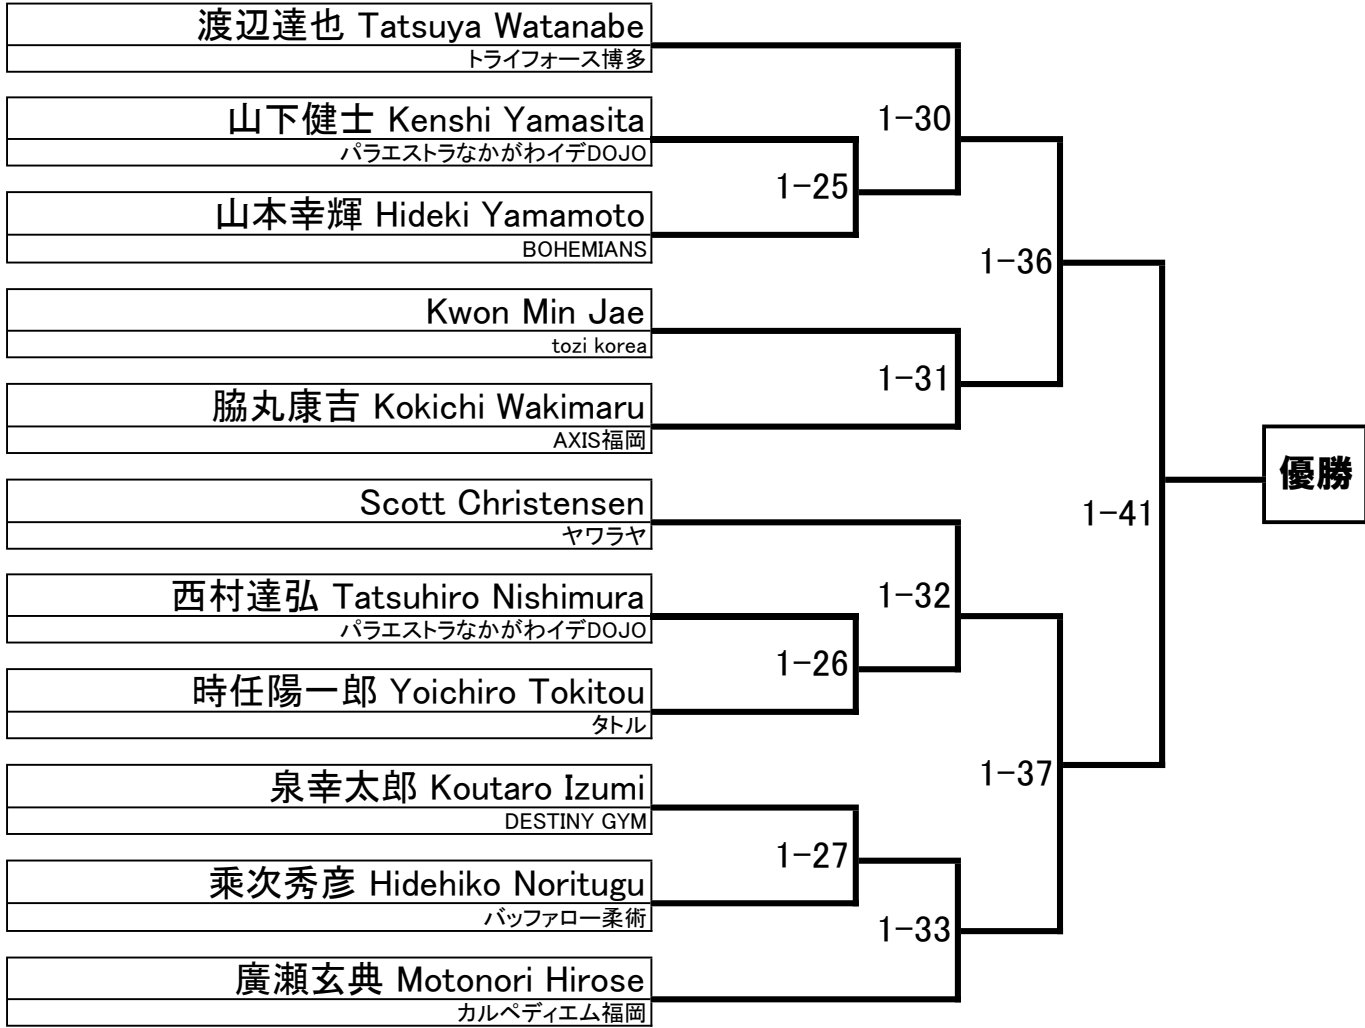 渡辺達也 Tatsuya Watanabe
トライフォース博多
山下健士 Kenshi Yamasita
パラエストラなかがわイデDOJO
1-30
1-25
山本幸輝 Hideki Yamamoto
BOHEMIANS
1-36
Kwon Min Jae
tozi korea
1-31
脇丸康吉 Kokichi Wakimaru
AXIS福岡
優勝
Scott Christensen
ヤワラヤ
1-41
西村達弘 Tatsuhiro Nishimura
パラエストラなかがわイデDOJO
1-32
1-26
時任陽一郎 Yoichiro Tokitou
タトル
1-37
泉幸太郎 Koutaro Izumi
DESTINY GYM
1-27
乘次秀彦 Hidehiko Noritugu
バッファロー柔術
1-33
廣瀬玄典 Motonori Hirose
カルペディエム福岡